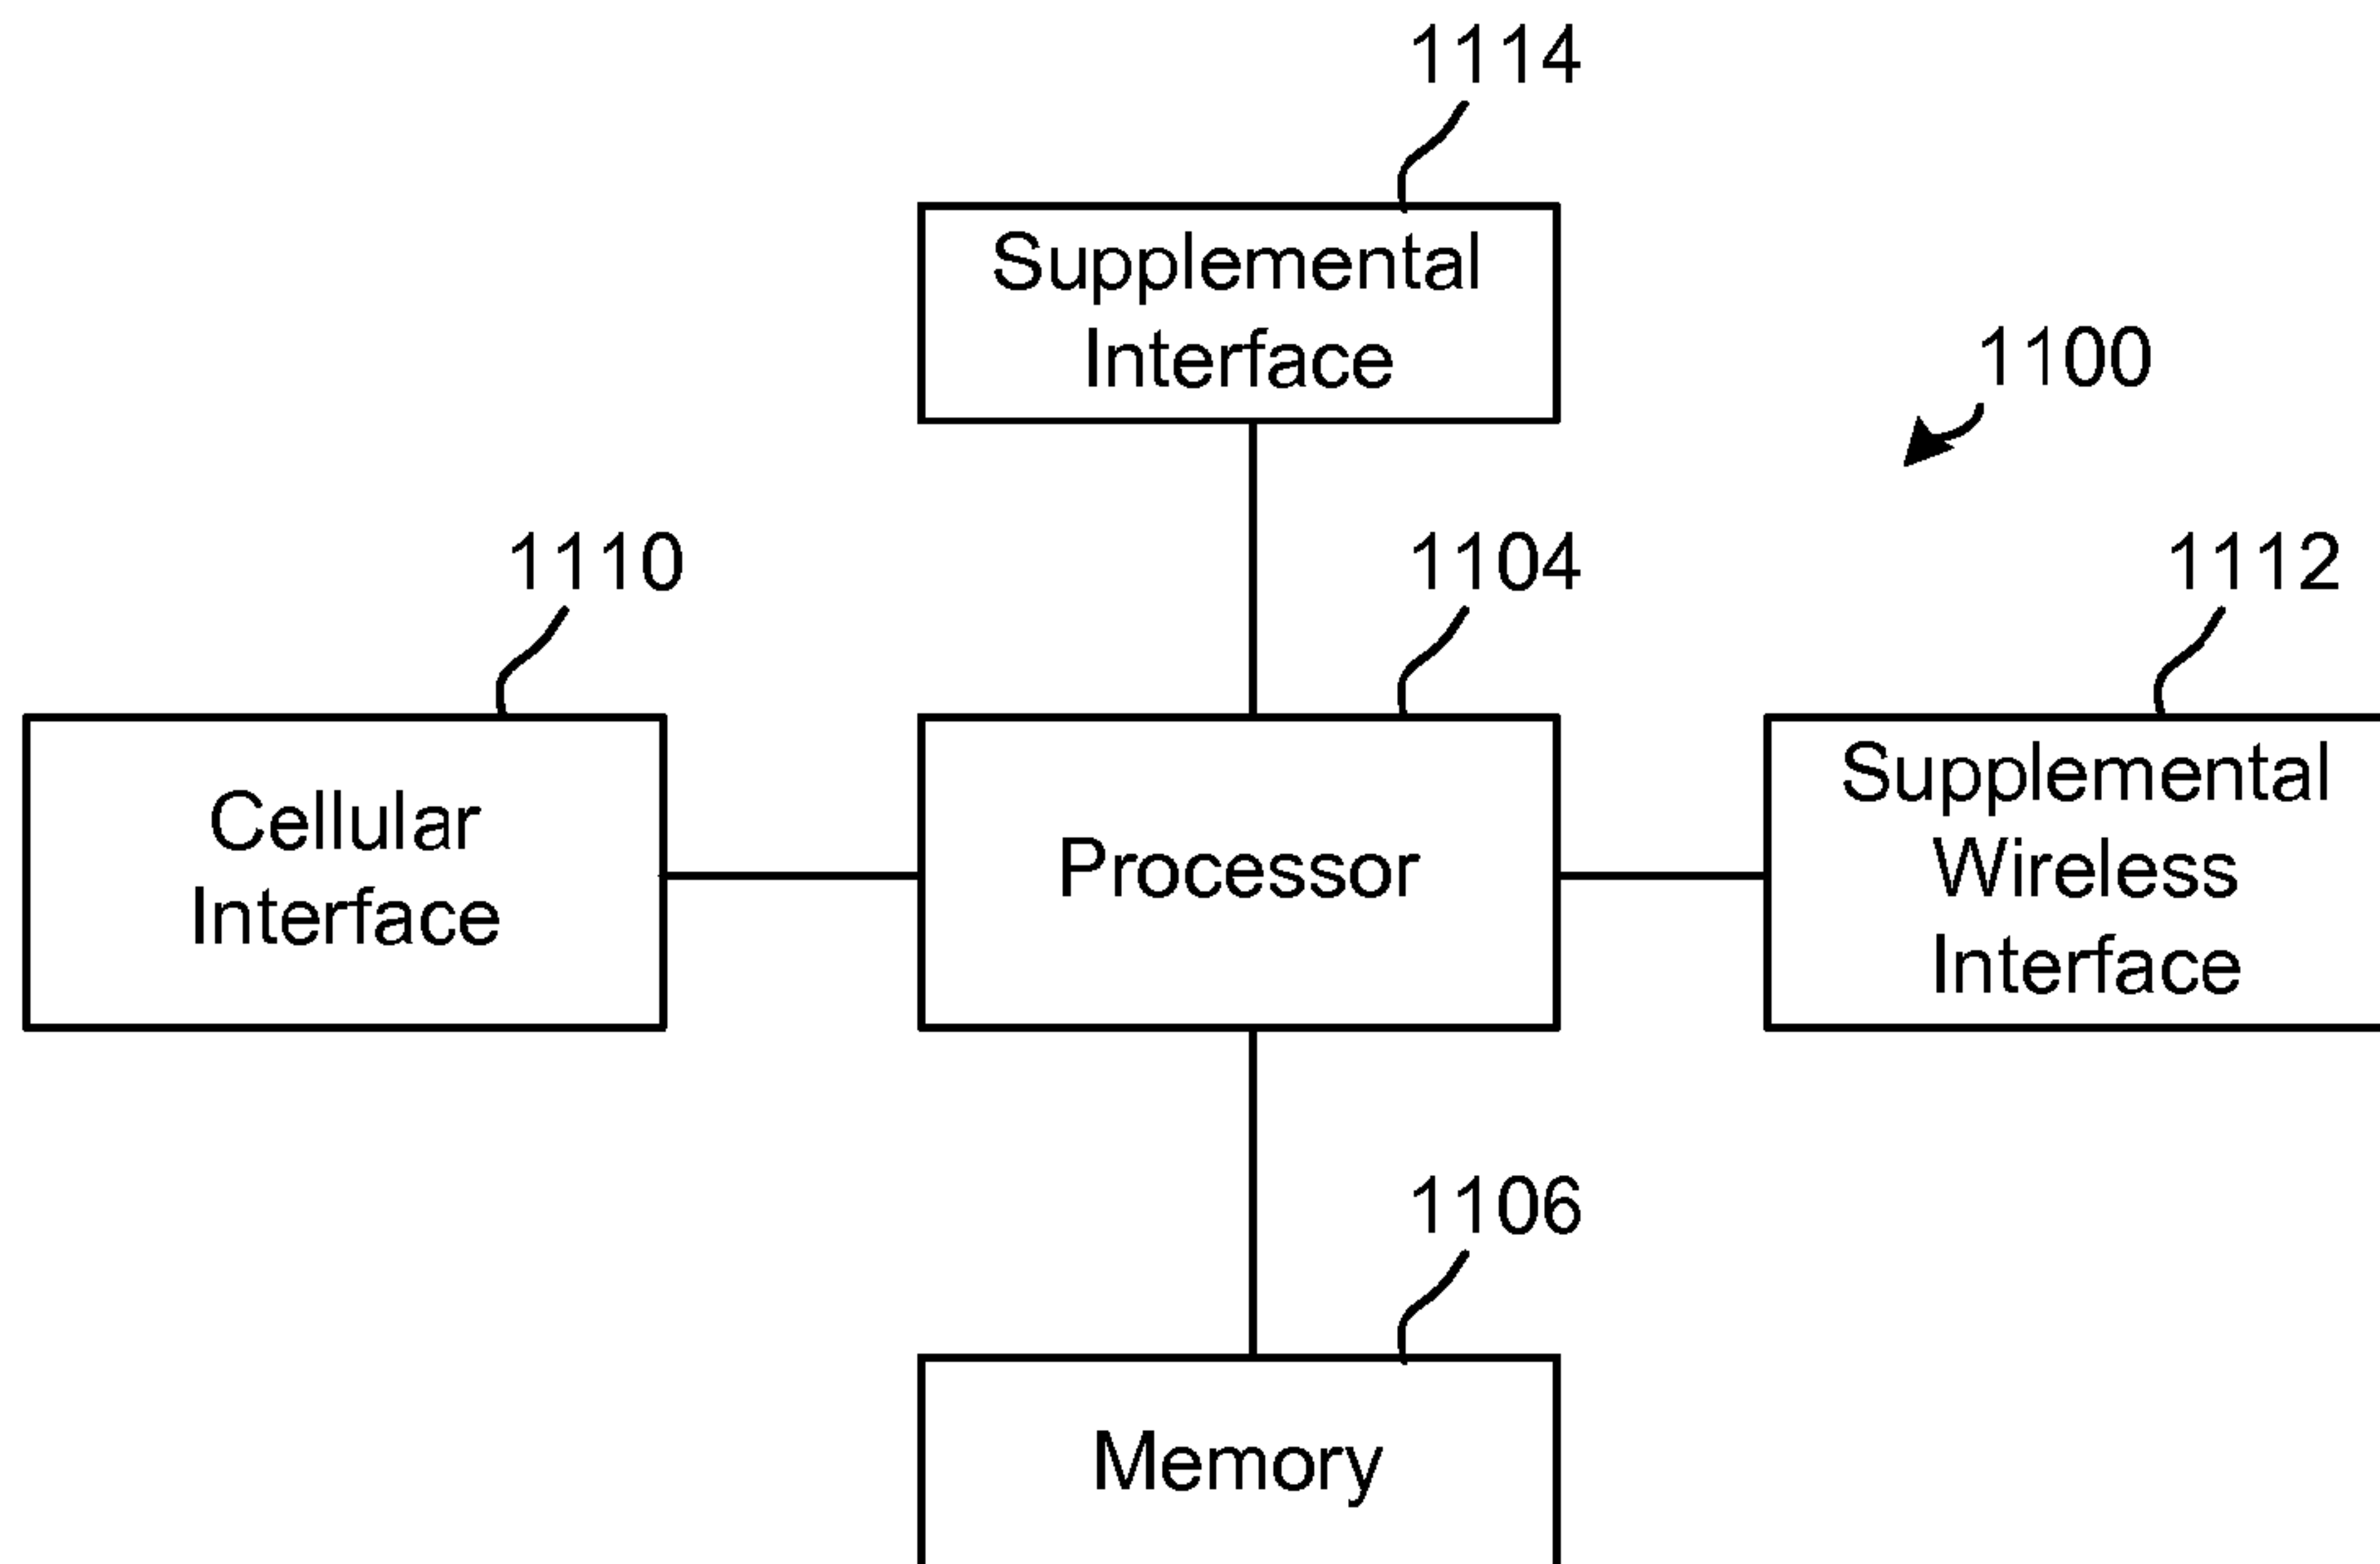 1114
Supplemental
Interface
1100
1110
1104
1112
Cellular
Interface
Processor
Supplemental
Wireless
Interface
1106
Memory